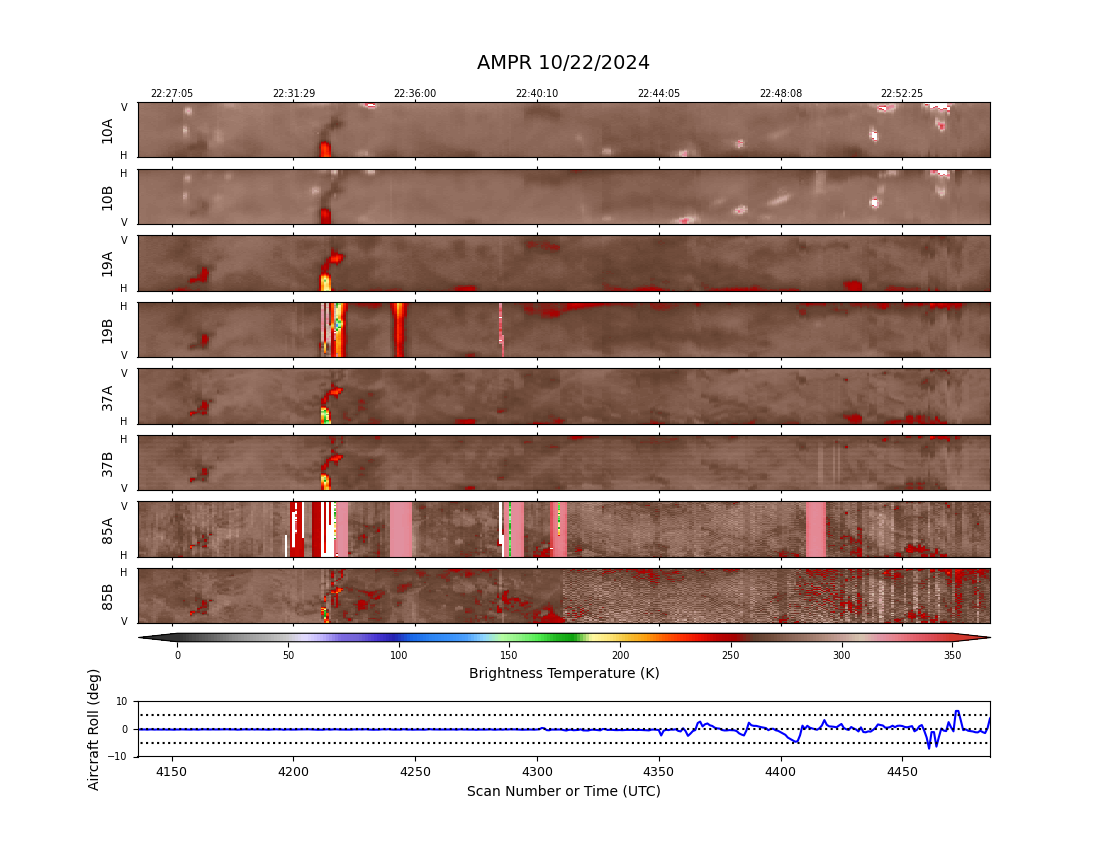 AMPR 10/22/2024
22:27:05 22:31:29 22:36:00 22:40:10 22:44:05 22:48:08 22:52:25
V
10A
H
H
10B
V
V
19A
H
H
19B
V
V
37A
H
H
37B
V
V
85A
H
H
85B
V
0 50 100 150 200 250 300 350
Brightness Temperature (K)
Aircraft Roll (deg)
10
0
−10
4150 4200 4250 4300 4350 4400 4450
Scan Number or Time (UTC)